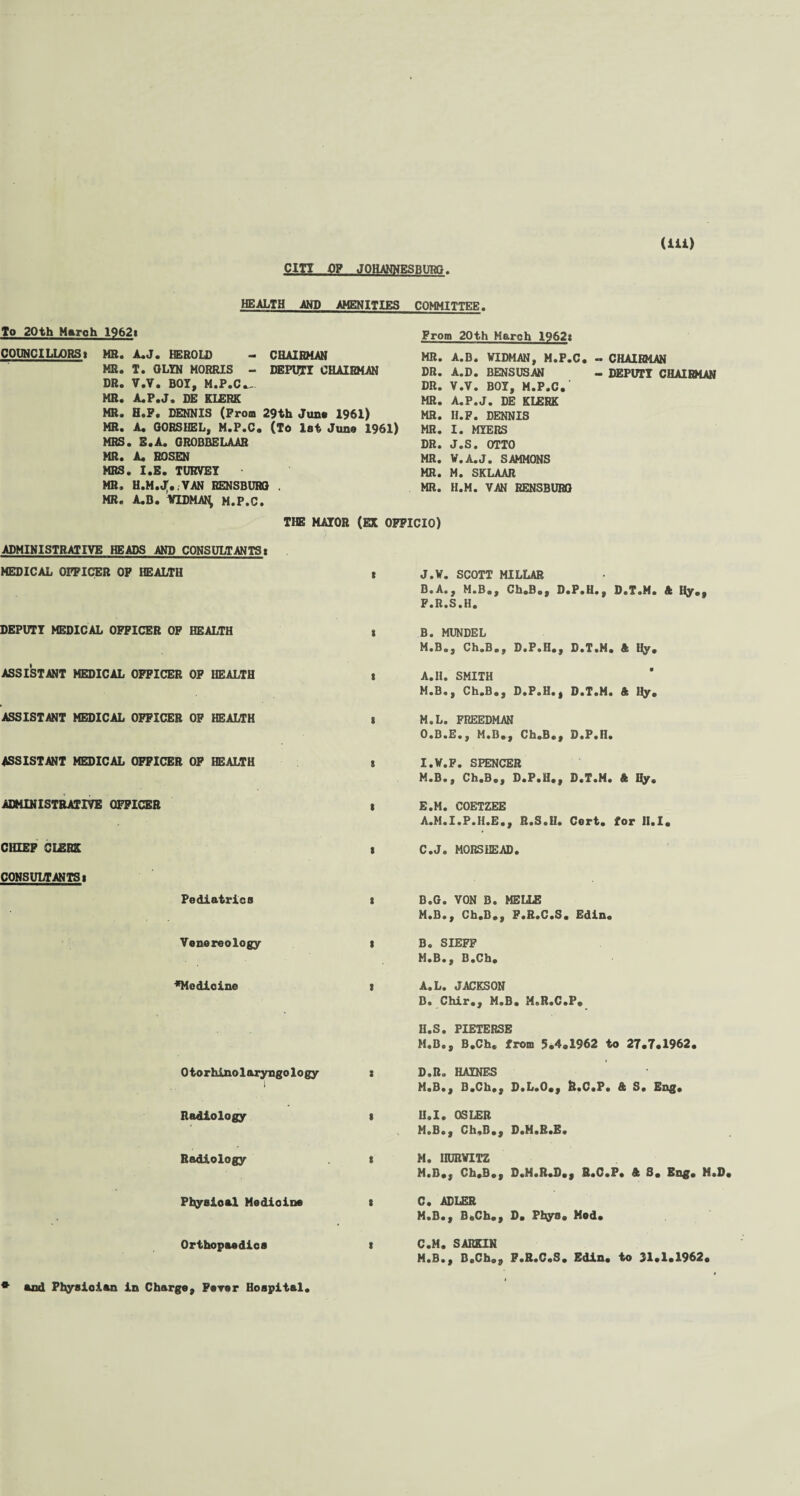 (iii)
CITY OF JOHANNESBURG.
HEALTH AND AMENITIES COMMITTEE.
To 20th March 1962:
COUNCILLORS: MR. A.J. HEROLD - CHAIRMAN
MR. T. GLYN MORRIS - DEPUTY CHAIRMAN
DR. V.V. BOY, M.P.C.
MR. A.P.J. DE KLERK
MR. H.F. DENNIS (From 29th June 1961)
MR. A. GORSHEL, M.P.C. (To 1st June 1961)
MRS. E.A. GROBBELAAR
MR. A. ROSEN
MRS. I.E. TURVEY
MR. H.M.J. VAN RENSBURG .
MR. A.B. WIDMAN, M.P.C.
From 20th March 1962:
MR. A.B. WIDMAN, M.P.C. - CHAIRMAN
DR. A.D. BENSUSAN - DEPUTY CHAIRMAN
DR. V.V. BOY, M.P.C.
MR. A.P.J. DE KLERK
MR. H.F. DENNIS
MR. I. MYERS
DR. J.S. OTTO
MR. W.A.J. SAMMONS
MR. M. SKLAAR
MR. H.M. VAN RENSBURG
THE MAYOR (EX OFFICIO)
ADMINISTRATIVE HEADS AND CONSULTANTS:
MEDICAL OFFICER OF HEALTH : J.W. SCOTT MILLAR
B.A., M.B., Ch.B., D.P.H., D.T.M. & Hy.,
F.R.S.H.
DEPUTY MEDICAL OFFICER OF HEALTH : B. MUNDEL
M.B., Ch.B., D.P.H., D.T.M. & Hy.
ASSISTANT MEDICAL OFFICER OF HEALTH : A.H. SMITH
M.B., Ch.B., D.P.H., D.T.M. & Hy.
ASSISTANT MEDICAL OFFICER OF HEALTH : M.L. FREEDMAN
O.B.E., M.B., Ch.B., D.P.H.
ASSISTANT MEDICAL OFFICER OF HEALTH : I.W.F. SPENCER
M.B., Ch.B., D.P.H., D.T.M. & Hy.
ADMINISTRATIVE OFFICER : E.M. COETZEE
A.M.I.P.H.E., R.S.H. Cert. for H.I.
CHIEF CLERK : C.J. MORSHEAD.
CONSULTANTS:
Pediatrics : B.G. VON B. MELLE
M.B., Ch.B., F.R.C.S. Edin.
Venereology : B. SIEFF
M.B., B.Ch.
*Medicine : A.L. JACKSON
B. Chir., M.B. M.R.C.P.
H.S. PIETERSE
M.B., B.Ch. from 5.4.1962 to 27.7.1962.
Otorhinolaryngology : D.R. HAYNES
M.B., B.Ch., D.L.O., R.C.P. & S. Eng.
Radiology : H.I. OSLER
M.B., Ch.B., D.M.R.E.
Radiology : M. HURVITZ
M.B., Ch.B., D.M.R.D., R.C.P. & S. Eng. M.D.
Physical Medicine : C. ADLER
M.B., B.Ch., D. Phys. Med.
Orthopaedics : C.M. SARKIN
M.B., B.Ch., F.R.C.S. Edin. to 31.1.1962.
* and Physician in Charge, Fever Hospital.